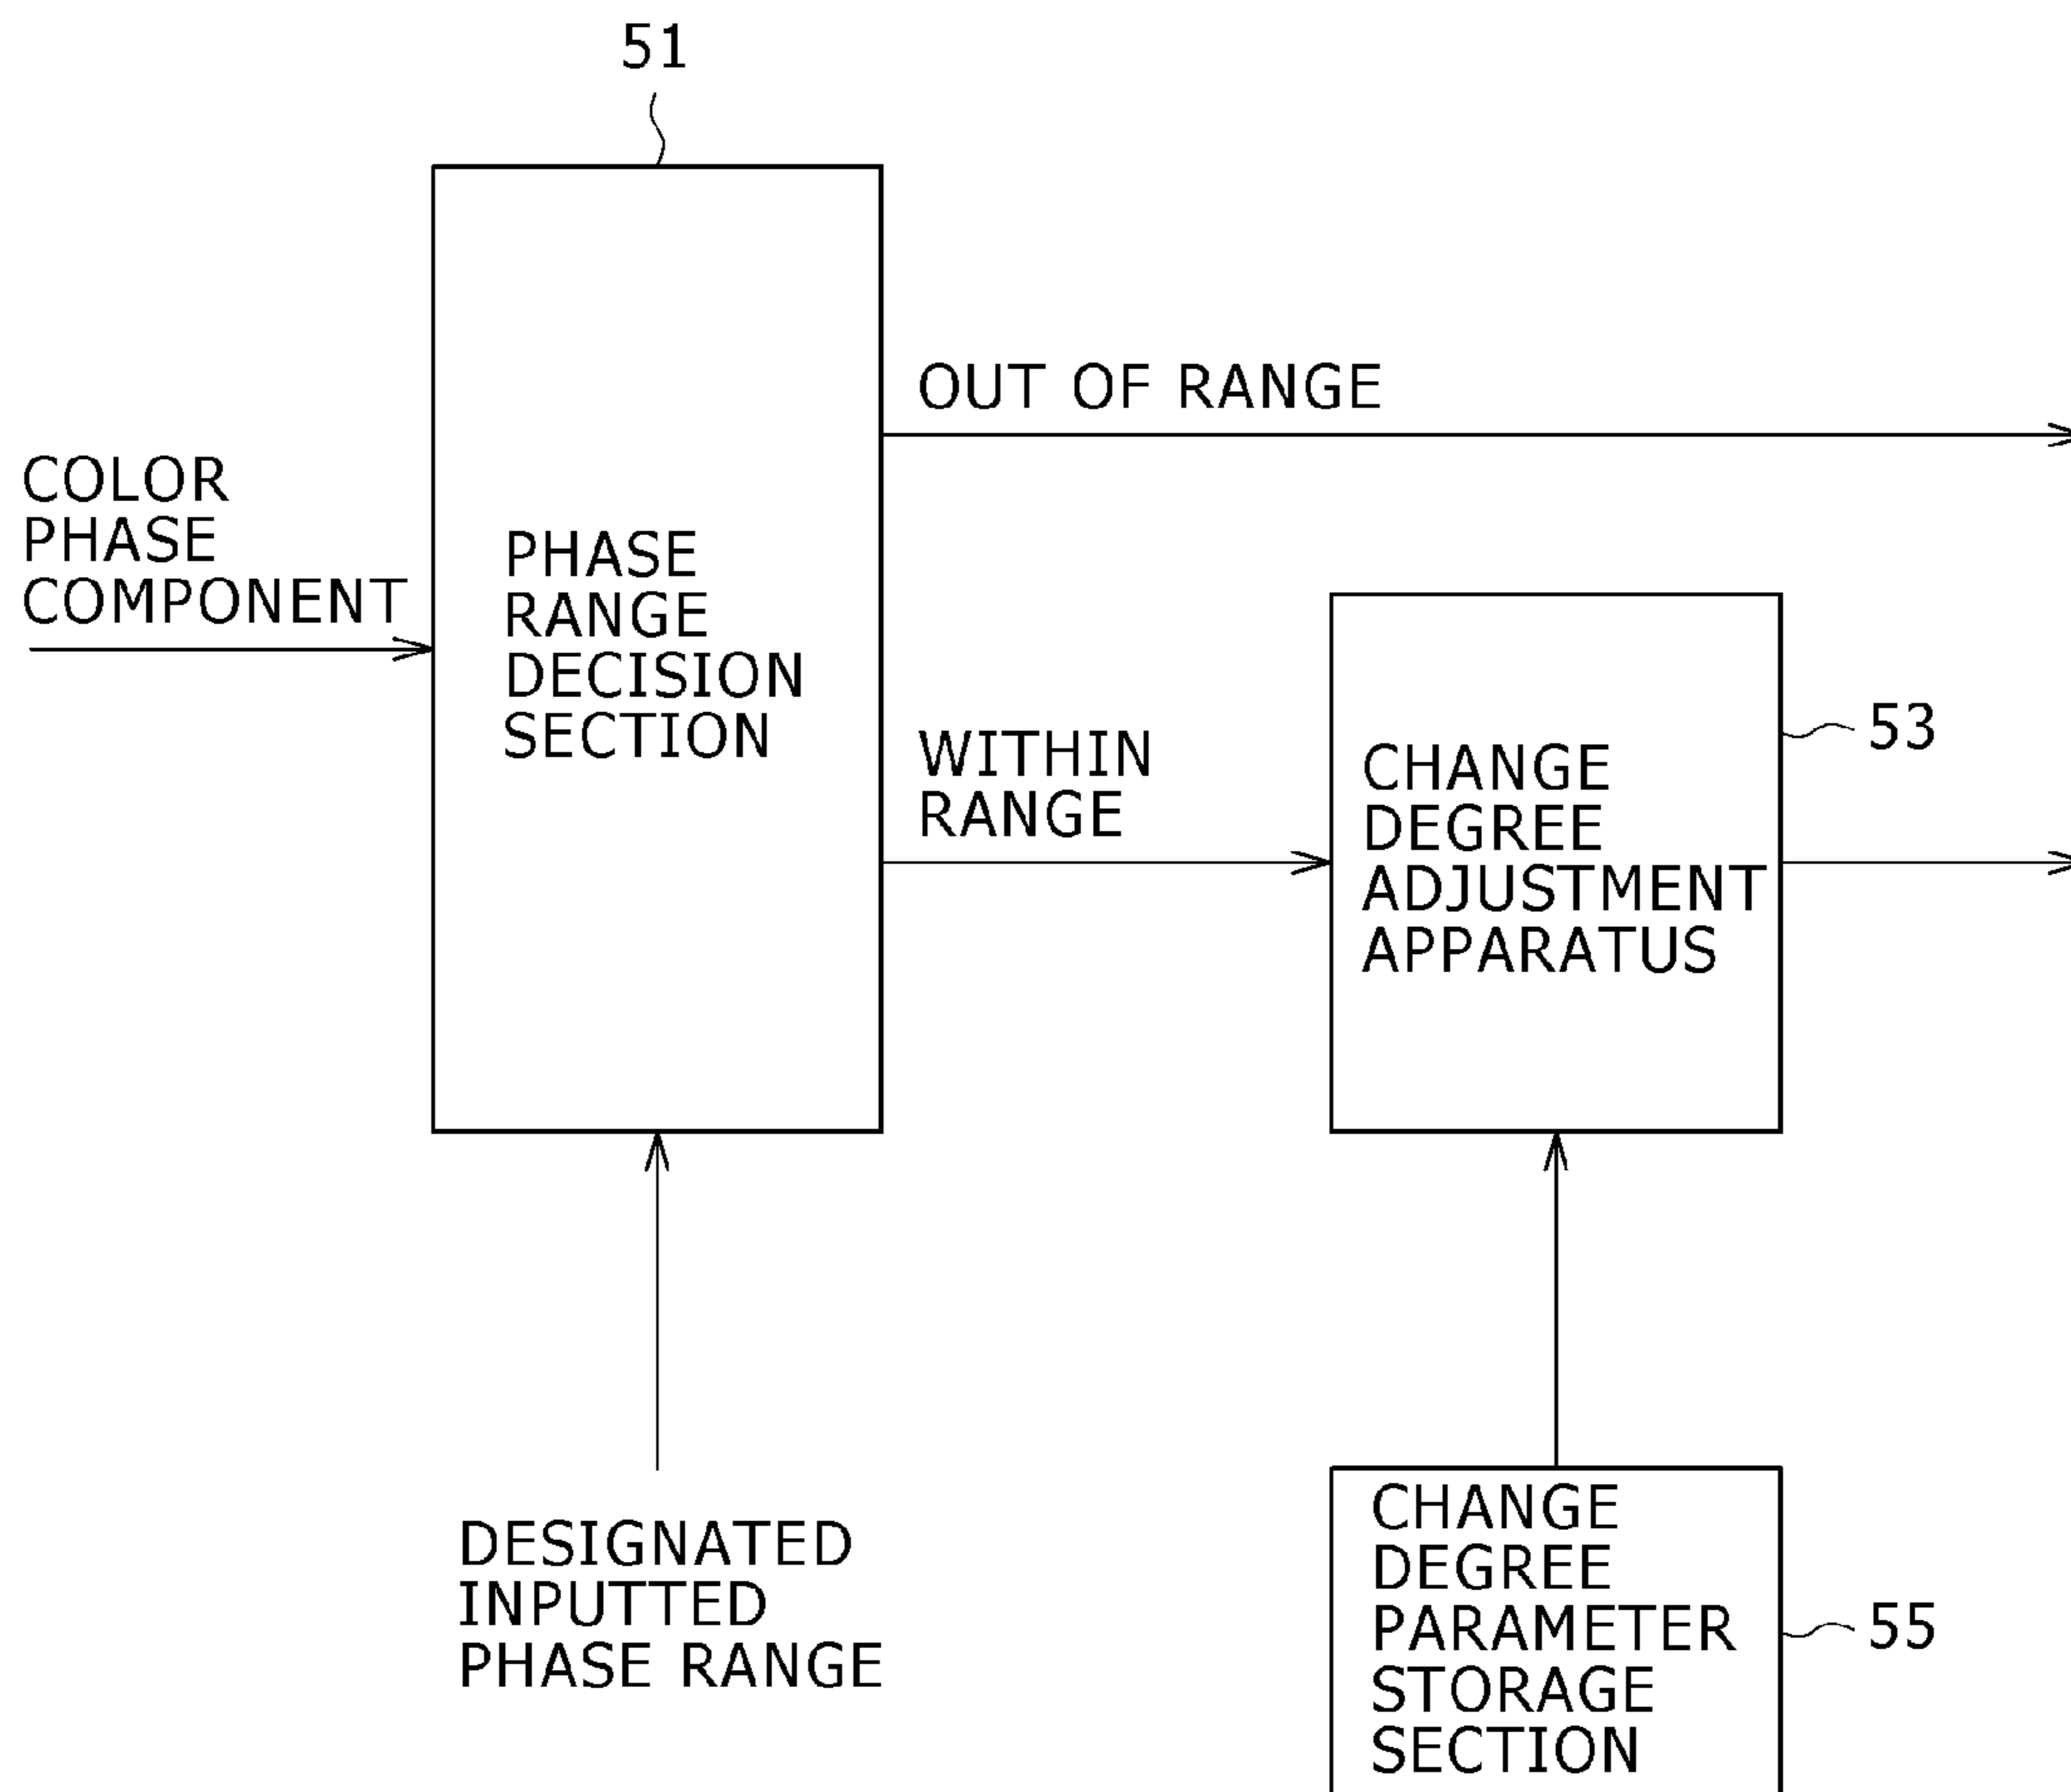 51
OUT OF RANGE
COLOR
PHASE
COMPONENT
PHASE
RANGE
DECISION
SECTION
WITHIN
RANGE
53
CHANGE
DEGREE
ADJUSTMENT
APPARATUS
DESIGNATED
INPUTTED
PHASE RANGE
CHANGE
DEGREE
PARAMETER
STORAGE
SECTION
55